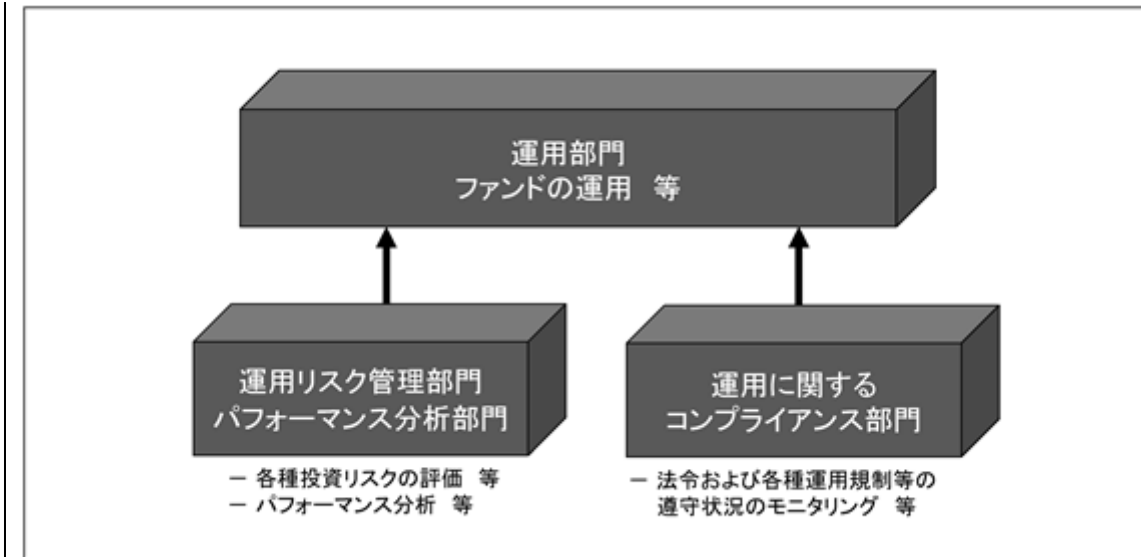 運用部門
ファンドの運用 等
運用リスク管理部門
パフォーマンス分析部門
－ 各種投資リスクの評価 等
－ パフォーマンス分析 等
運用に関する
コンプライアンス部門
－ 法令および各種運用規制等の
遵守状況のモニタリング 等